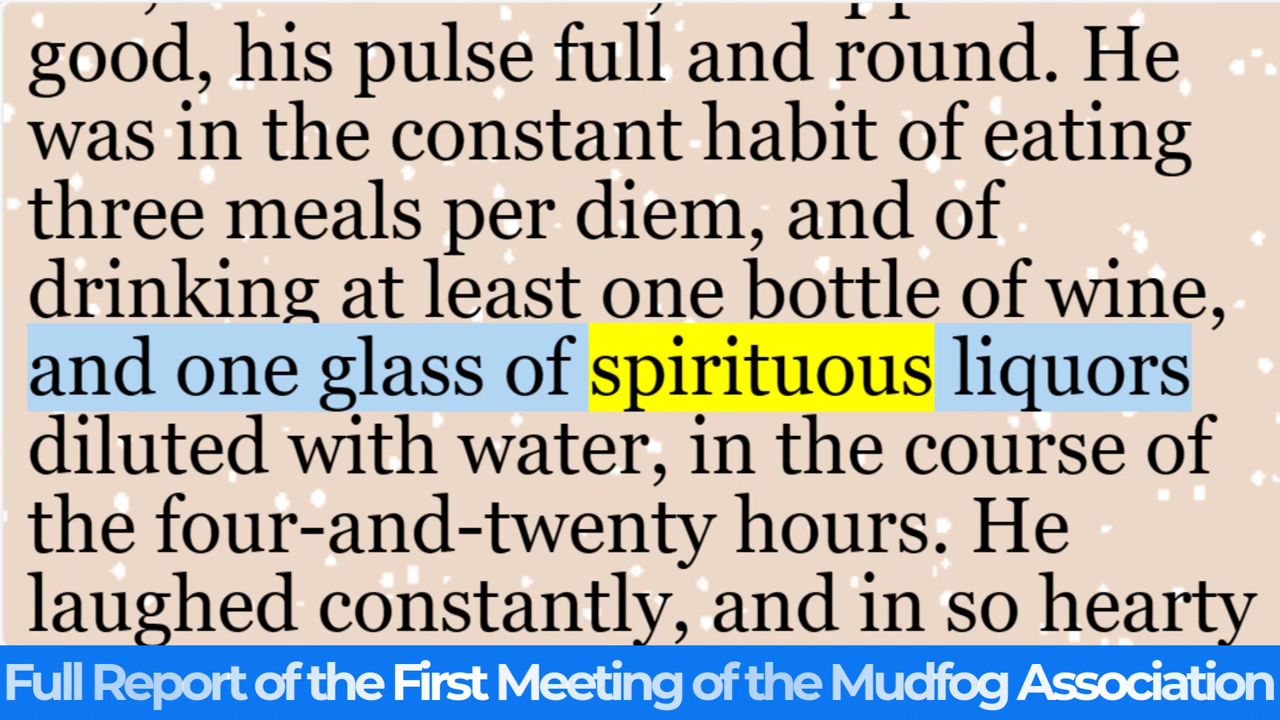 good, his pulse full and round. He
was in the constant habit of eating
three meals per diem, and of
drinking at least one bottle of wine,
and one glass of spirituous liquors
diluted with water, in the course of
the four-and-twenty hours. He
laughed constantly, and in so hearty
Full Report of the First Meeting of the Mudfog Association